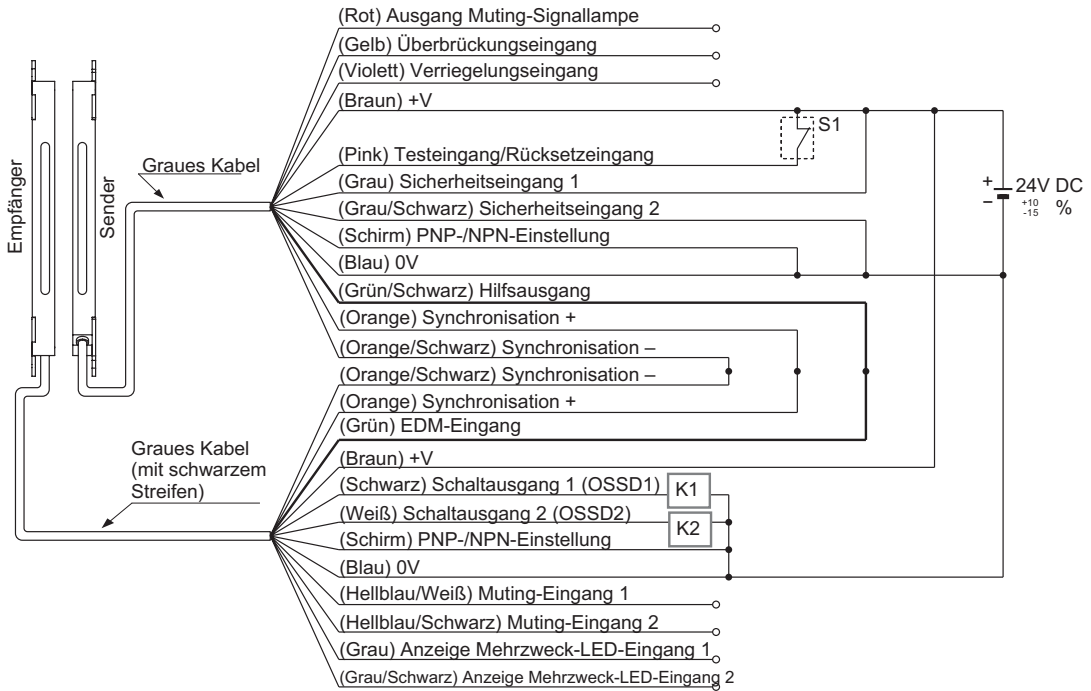 (Rot) Ausgang Muting-Signallampe
(Gelb) Überbrückungseingang
(Violett) Verriegelungseingang
(Braun) +V
S1
(Pink) Testeingang/Rücksetzeingang
(Grau) Sicherheitseingang 1
(Grau/Schwarz) Sicherheitseingang 2
(Schirm) PNP-/NPN-Einstellung
(Blau) 0V
(Grün/Schwarz) Hilfsausgang
(Orange) Synchronisation +
(Orange/Schwarz) Synchronisation –
(Orange/Schwarz) Synchronisation –
(Orange) Synchronisation +
(Grün) EDM-Eingang
(Braun) +V
(Schwarz) Schaltausgang 1 (OSSD1)
K1
(Weiß) Schaltausgang 2 (OSSD2)
K2
(Schirm) PNP-/NPN-Einstellung
(Blau) 0V
(Hellblau/Weiß) Muting-Eingang 1
(Hellblau/Schwarz) Muting-Eingang 2
(Grau) Anzeige Mehrzweck-LED-Eingang 1
(Grau/Schwarz) Anzeige Mehrzweck-LED-Eingang 2
Empfänger
Sender
Graues Kabel
Graues Kabel
(mit schwarzem
Streifen)
+
–
24V DC
+10
-15 %